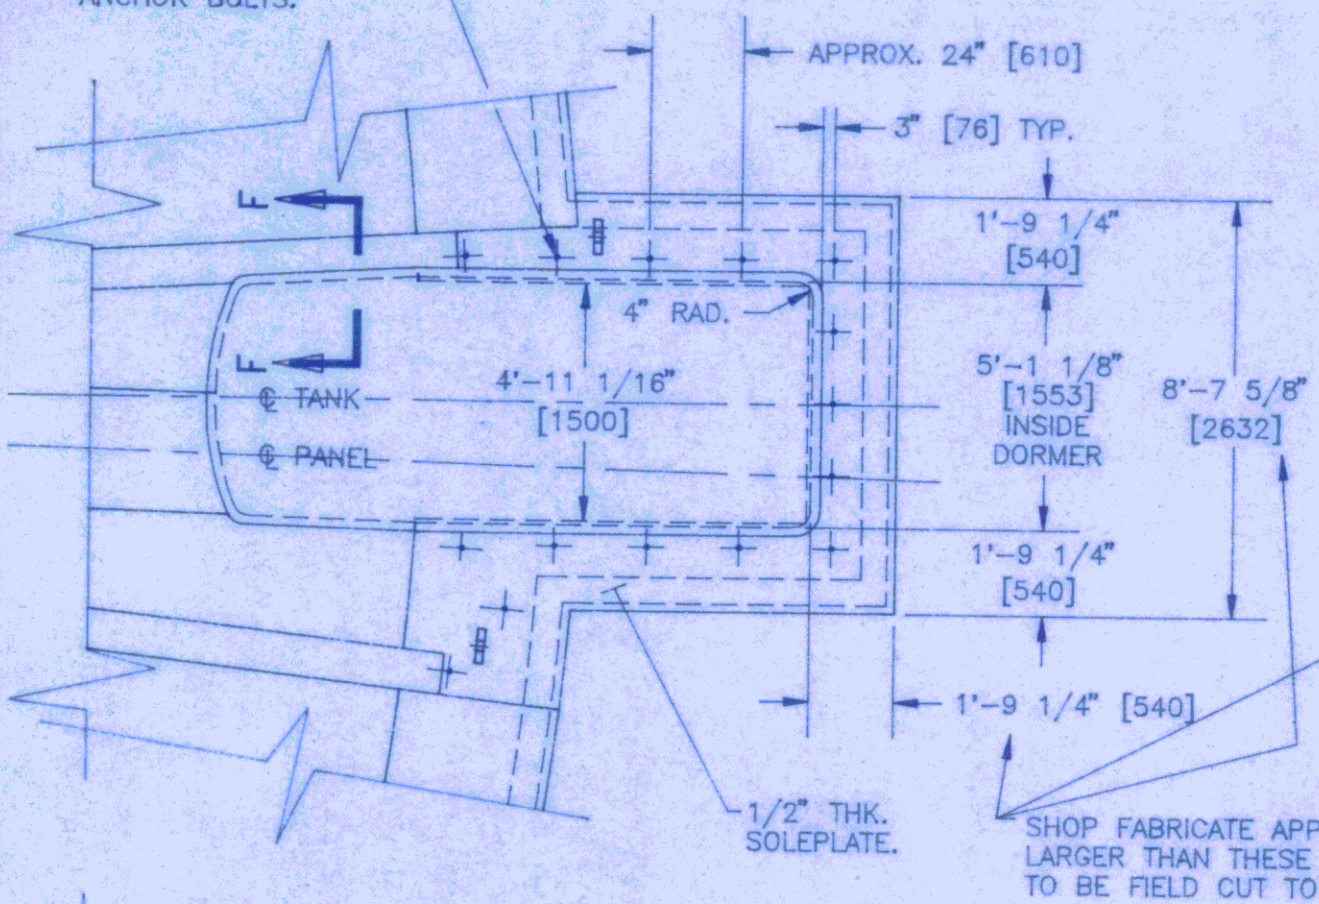 ANCHOR BOLTS.
APPROX. 24" [610]
3" [76] TYP.
F
1'-9 1/4"
[540]
4" RAD.
F
4'-11 1/16"
[1500]
5'-1 1/8"
[1553]
INSIDE
DORMER
8'-7 5/8"
[2632]
℄ TANK
℄ PANEL
1'-9 1/4"
[540]
1'-9 1/4" [540]
1/2" THK.
SOLEPLATE.
SHOP FABRICATE APP
LARGER THAN THESE
TO BE FIELD CUT TO